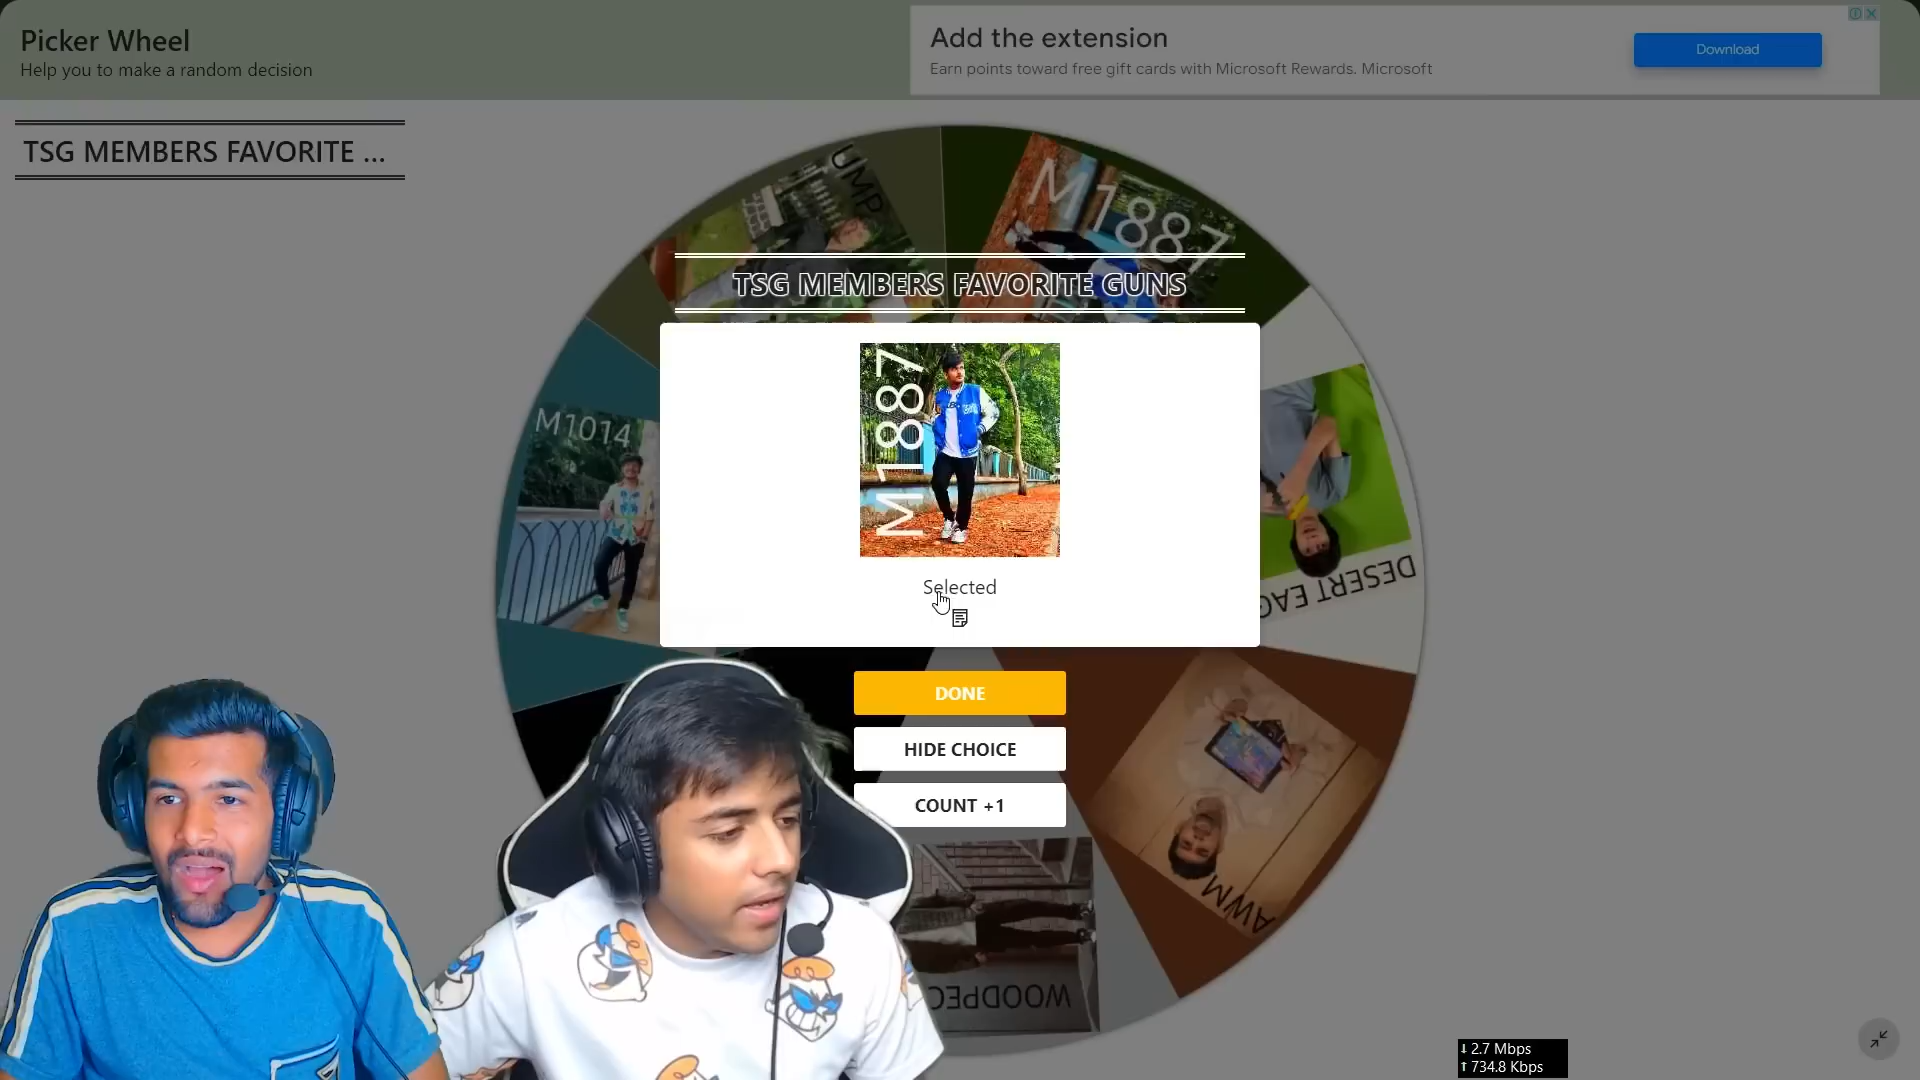 Picker Wheel
Help you to make a random decision
Add the extension
Earn points toward free gift cards with Microsoft Rewards. Microsoft
Download
TSG MEMBERS FAVORITE ...
UMP
M1887
TSG MEMBERS FAVORITE GUNS
M1887
M1014
DESERT EAG
Selected
DONE
HIDE CHOICE
COUNT +1
AWM
WOODPEC
↓ 2.7 Mbps
↑ 734.8 Kbps